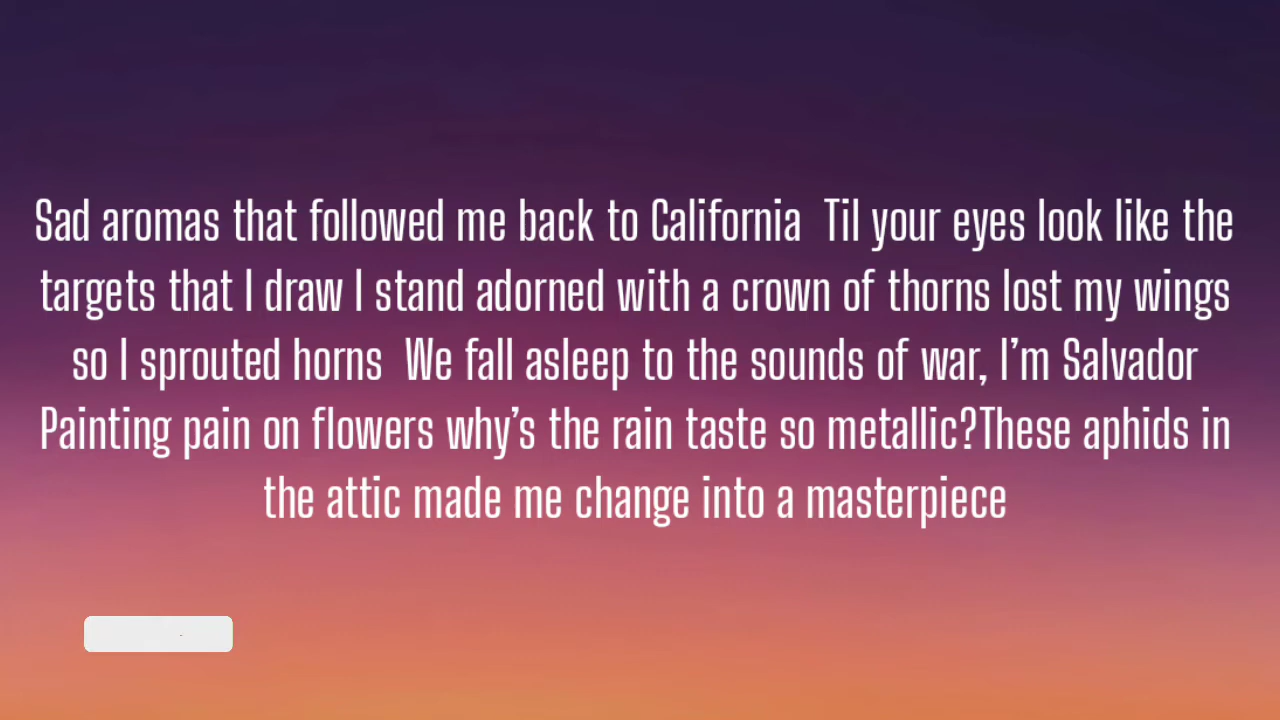 Sad aromas that followed me back to California  Til your eyes look like the
targets that I draw I stand adorned with a crown of thorns lost my wings
so I sprouted horns  We fall asleep to the sounds of war, I’m Salvador
Painting pain on flowers why’s the rain taste so metallic?These aphids in
the attic made me change into a masterpiece